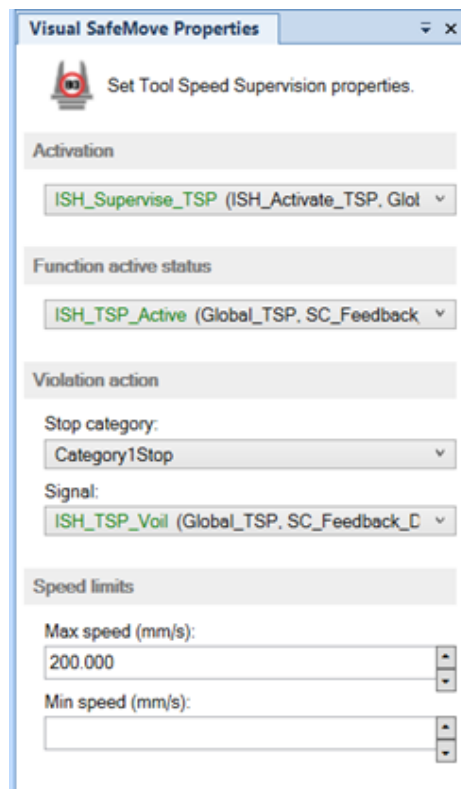 Visual SafeMove Properties
Set Tool Speed Supervision properties.
Activation
ISH_Supervise_TSP (ISH_Activate_TSP, Glol
Function active status
ISH_TSP_Active (Global_TSP, SC_Feedback_
Violation action
Stop category:
Category1Stop
Signal:
ISH_TSP_Voil (Global_TSP, SC_Feedback_D
Speed limits
Max speed (mm/s):
200.000
Min speed (mm/s):